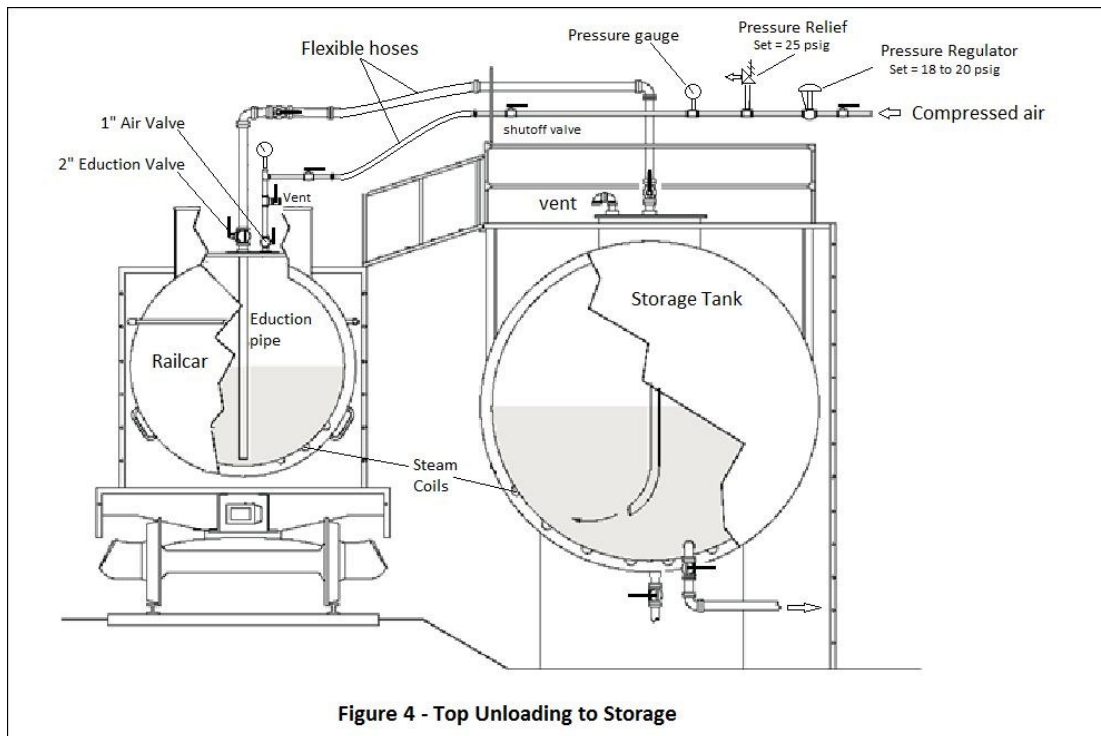 Flexible hoses
Pressure gauge
Pressure Relief
Set = 25 psig
Pressure Regulator
Set = 18 to 20 psig
Compressed air
1" Air Valve
2" Eduction Valve
shutoff valve
Vent
vent
Storage Tank
Eduction
pipe
Railcar
Steam
Coils
Figure 4 - Top Unloading to Storage